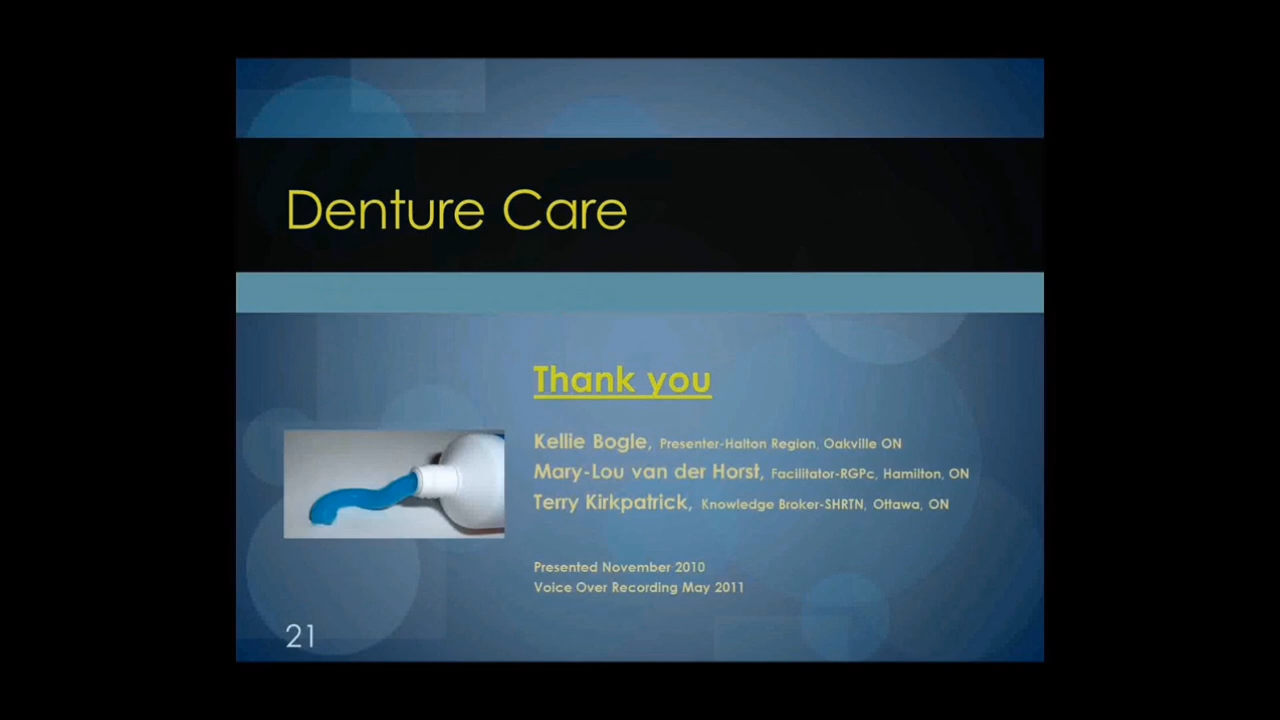 Denture Care
Thank you
Kellie Bogle, Presenter-Halton Region, Oakville ON
Mary-Lou van der Horst, Facilitator-RGPc, Hamilton, ON
Terry Kirkpatrick, Knowledge Broker-SHRTN, Ottawa, ON
Presented November 2010
Voice Over Recording May 2011
21